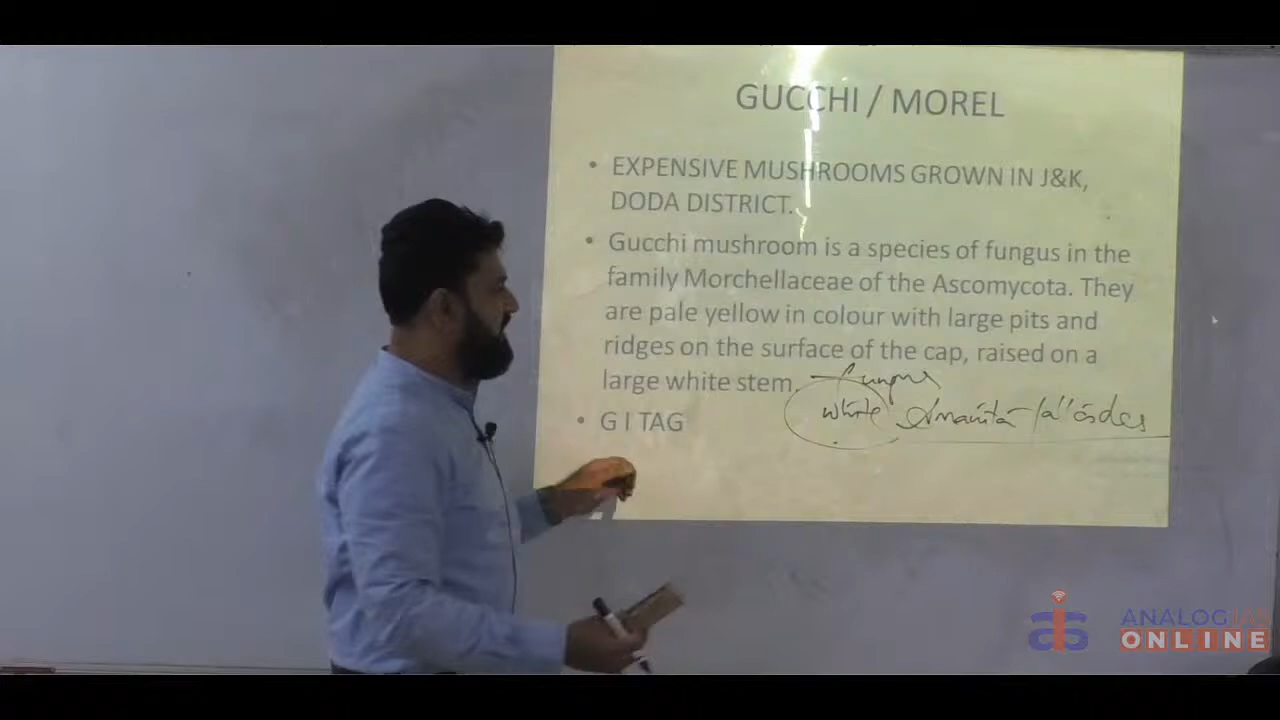 GUCCHI / MOREL
• EXPENSIVE MUSHROOMS GROWN IN J&K,
DODA DISTRICT.
• Gucchi mushroom is a species of fungus in the
family Morchellaceae of the Ascomycota. They
are pale yellow in colour with large pits and
ridges on the surface of the cap, raised on a
large white stem.
fungus
white Amanita
• G I TAG
ANALOG IAS
ONLINE